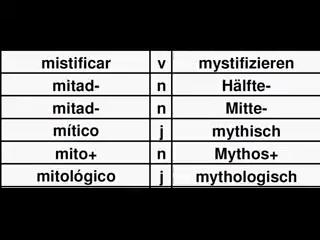 mistificar v mystifizieren
mitad- n Hälfte-
mitad- n Mitte-
mítico j mythisch
mito+ n Mythos+
mitológico j mythologisch